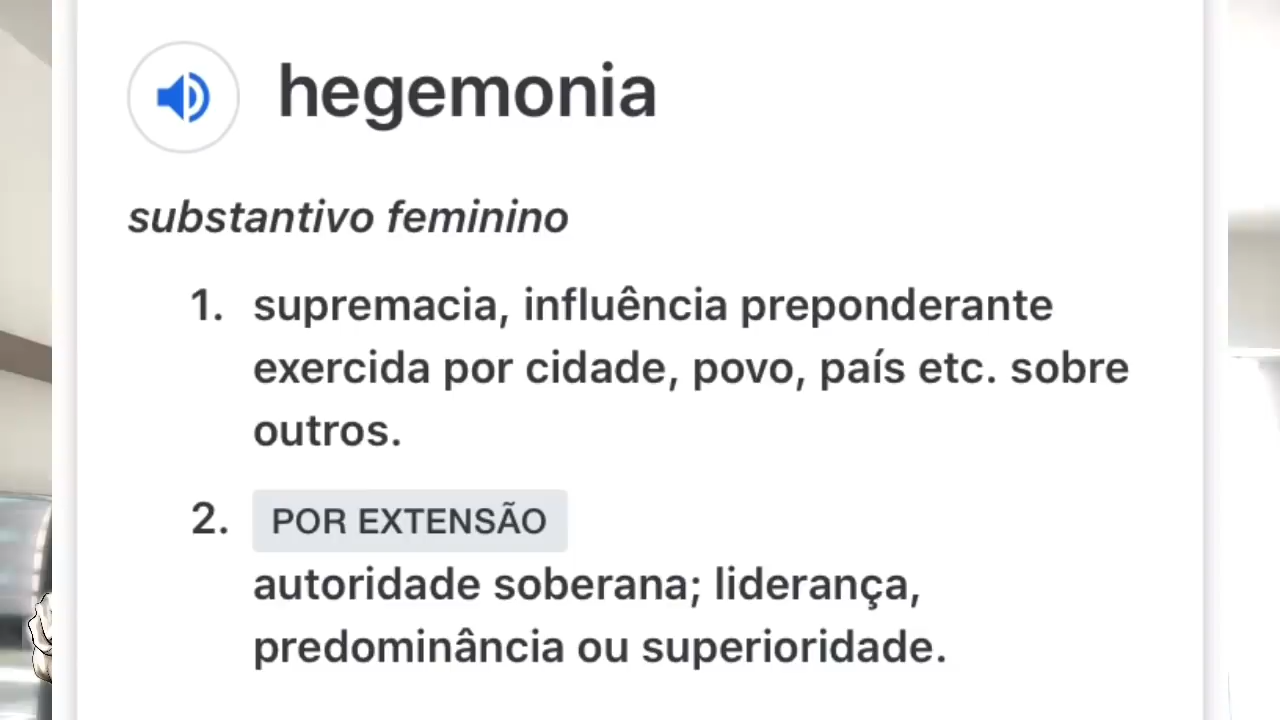 hegemonia
substantivo feminino
1. supremacia, influência preponderante
exercida por cidade, povo, país etc. sobre
outros.
2. POR EXTENSÃO
autoridade soberana; liderança,
predominância ou superioridade.